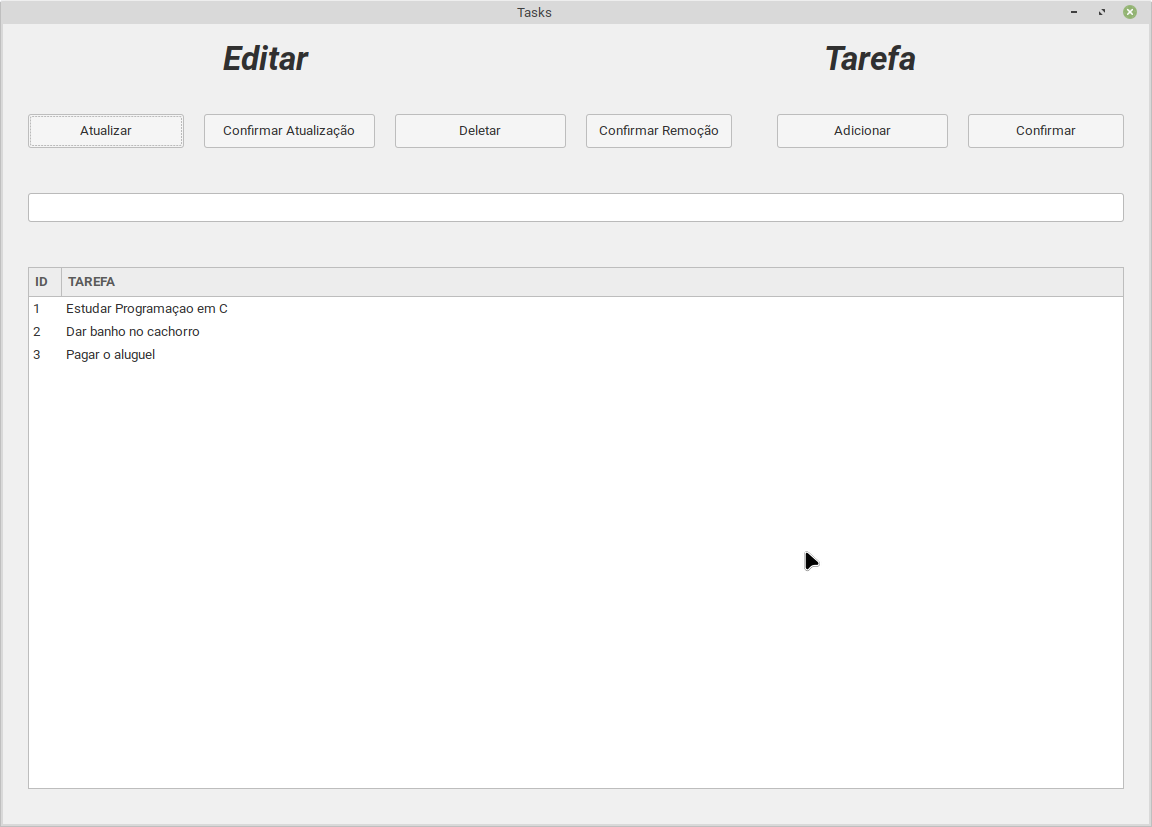 Tasks
Editar Tarefa
Atualizar Confirmar Atualização Deletar Confirmar Remoção Adicionar Confirmar
ID TAREFA
1 Estudar Programaçao em C
2 Dar banho no cachorro
3 Pagar o aluguel